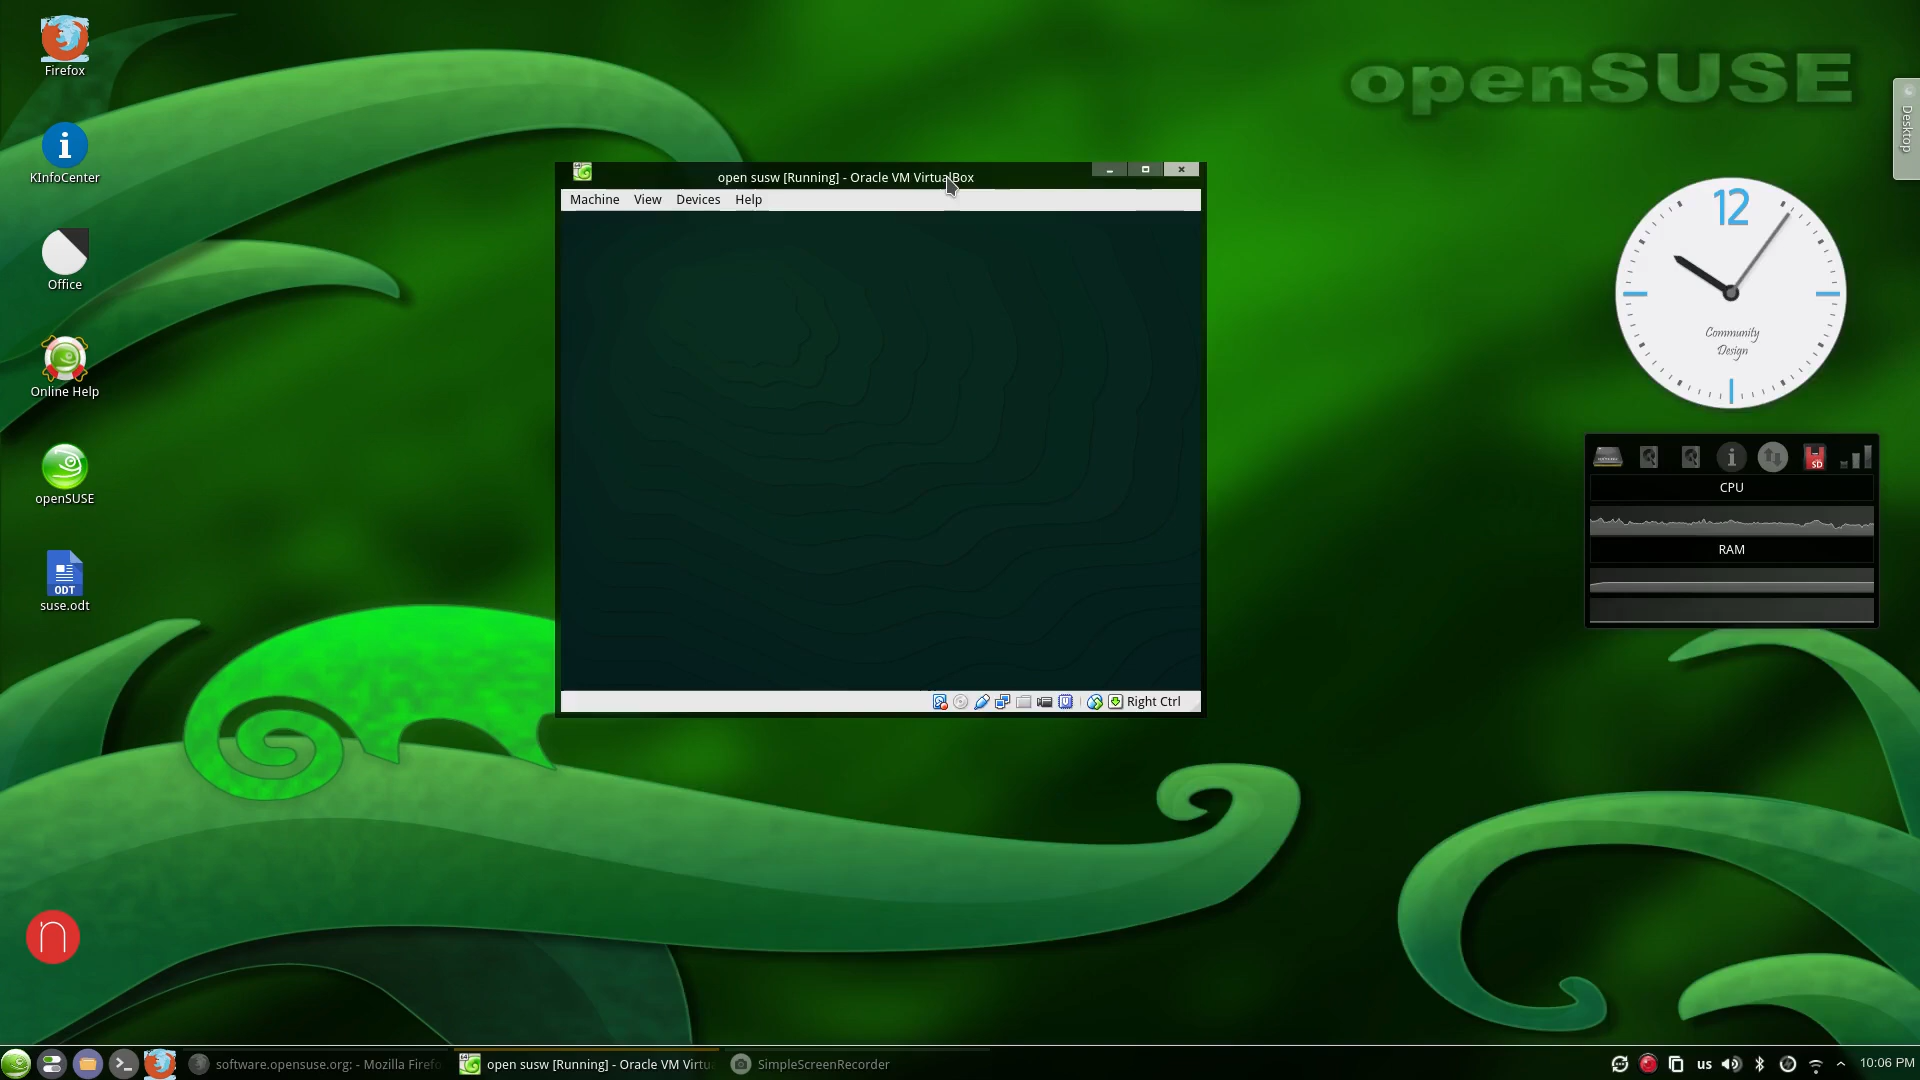 Firefox
KInfoCenter
Office
Online Help
openSUSE
ODT
suse.odt
openSUSE
Desktop
open susw [Running] - Oracle VM VirtualBox
Machine View Devices Help
Right Ctrl
12
Community
Design
SD
CPU
RAM
software.opensuse.org: - Mozilla Firefo
open susw [Running] - Oracle VM Virtu
SimpleScreenRecorder
us
10:06 PM